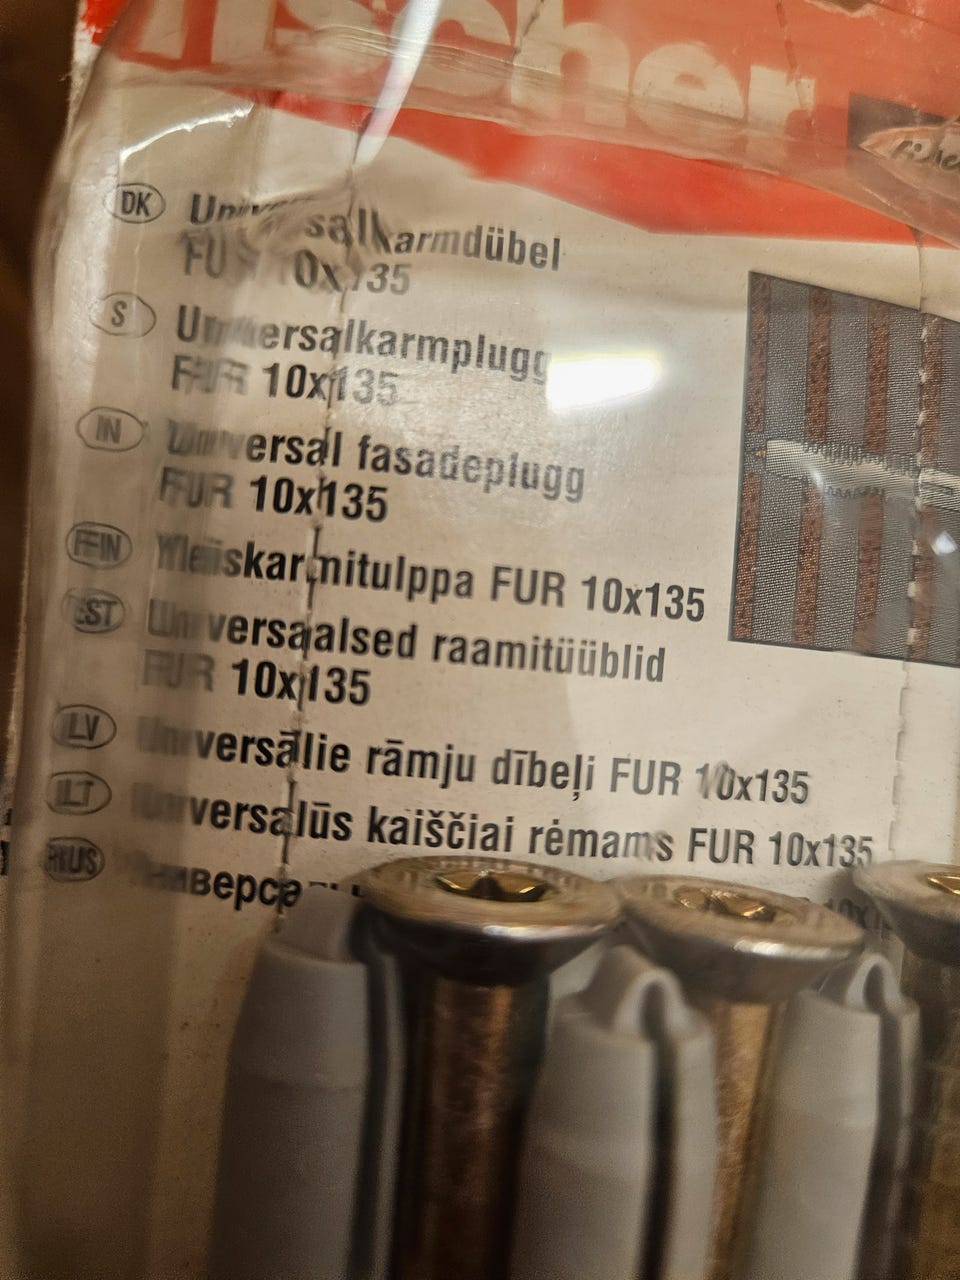 fischer
DK Universalkarmdübel
FUR 10x135
S Universalkarmplugg
FUR 10x135
N Universal fasadeplugg
FUR 10x135
FIN Yleiskarmitulppa FUR 10x135
EST Universaalsed raamitüüblid
FUR 10x135
LV Universālie rāmju dībeļi FUR 10x135
LT Universalūs kaiščiai rėmams FUR 10x135
RUS